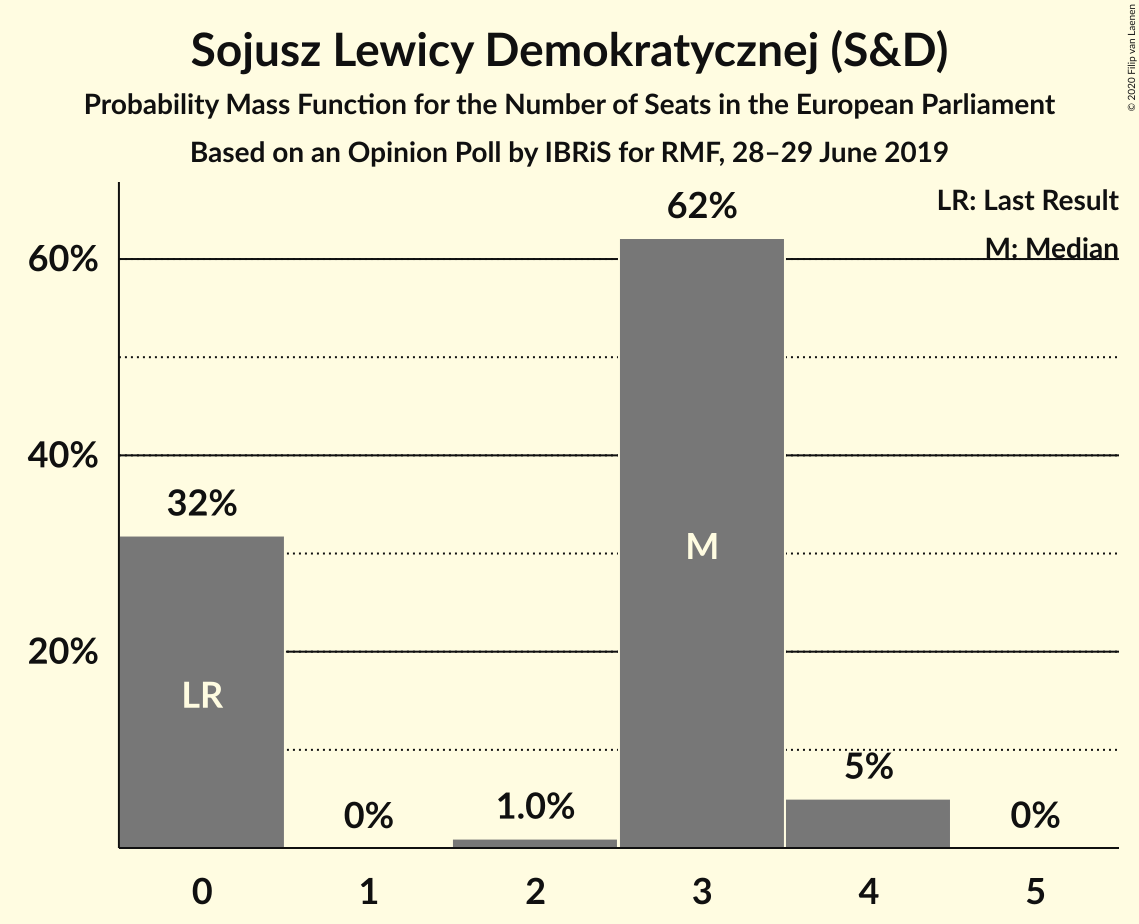 Sojusz Lewicy Demokratycznej (S&D)
Probability Mass Function for the Number of Seats in the European Parliament
Based on an Opinion Poll by IBRiS for RMF, 28–29 June 2019
© 2020 Filip van Laenen
LR: Last Result
M: Median
62%
60%
40%
32%
M
20%
LR
5%
1.0%
0%
0%
0 1 2 3 4 5